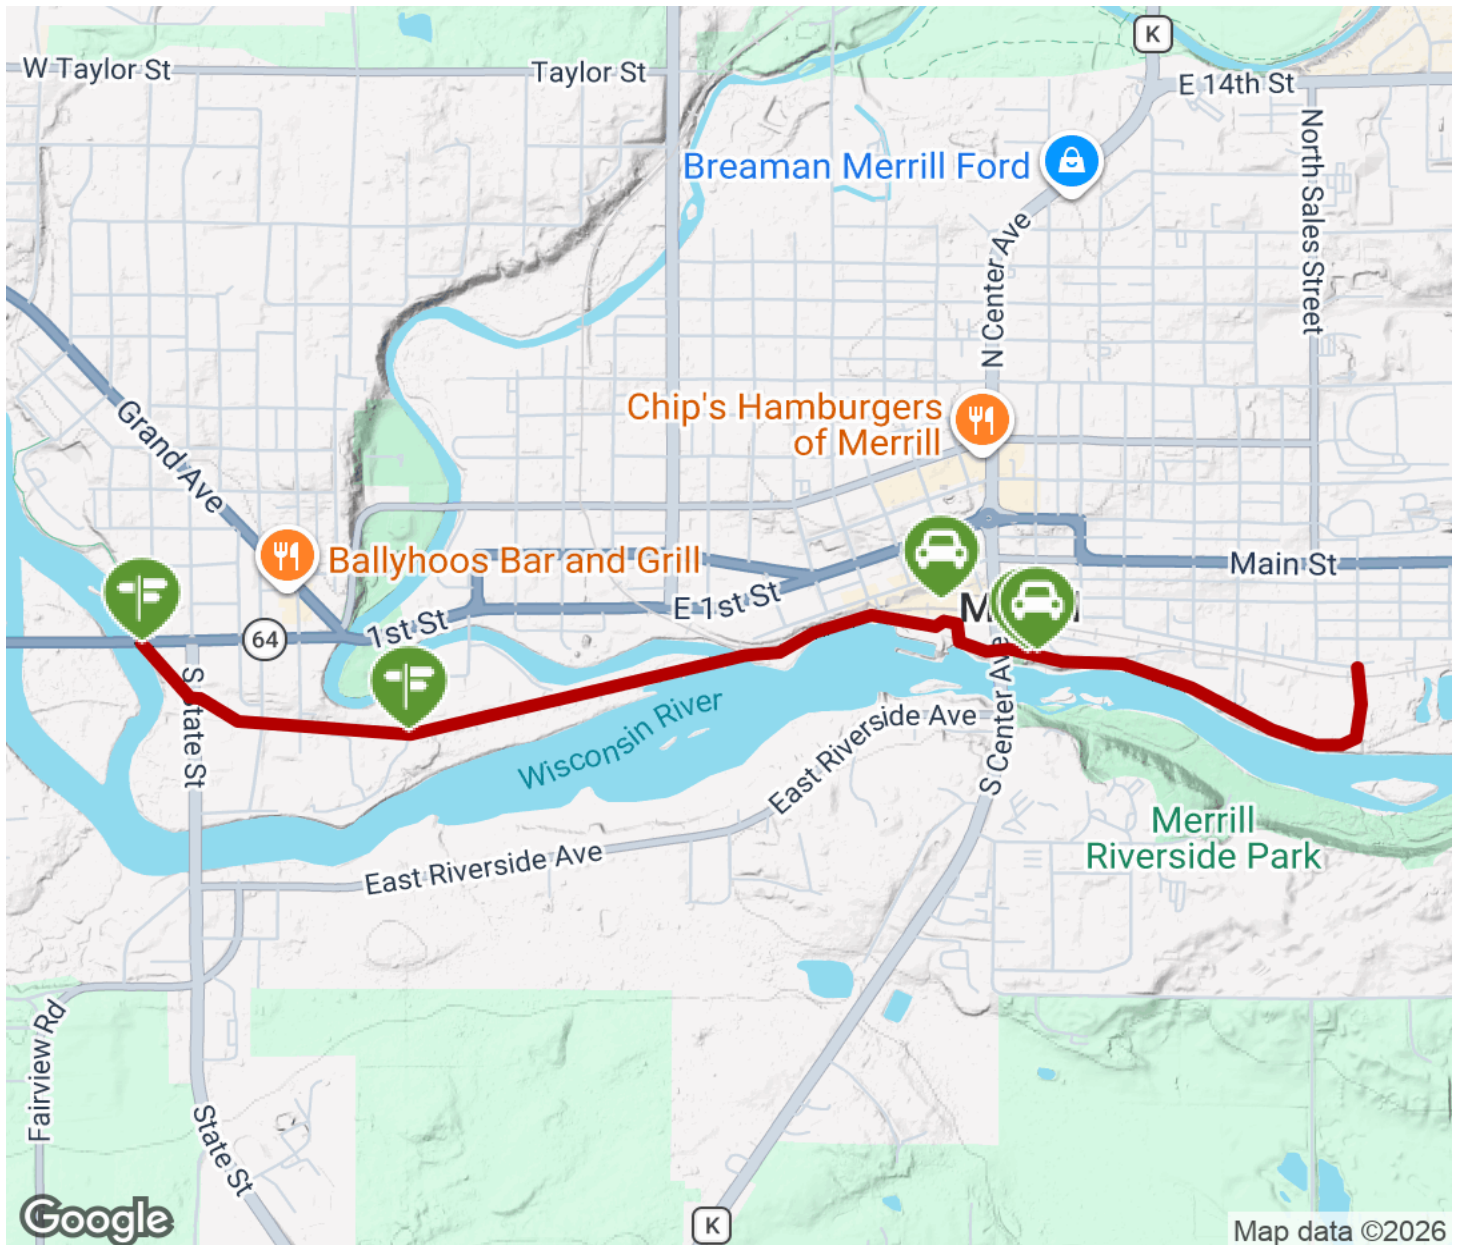 K
W Taylor St
Taylor St
E 14th St
Breaman Merrill Ford
North Sales Street
N Center Ave
Grand Ave
Chip's Hamburgers
of Merrill
Ballyhoos Bar and Grill
Main St
E 1st St
1st St
64
S State St
S Center Ave
Wisconsin River
East Riverside Ave
Merrill
Riverside Park
East Riverside Ave
Fairview Rd
State St
K
Google
Map data ©2026